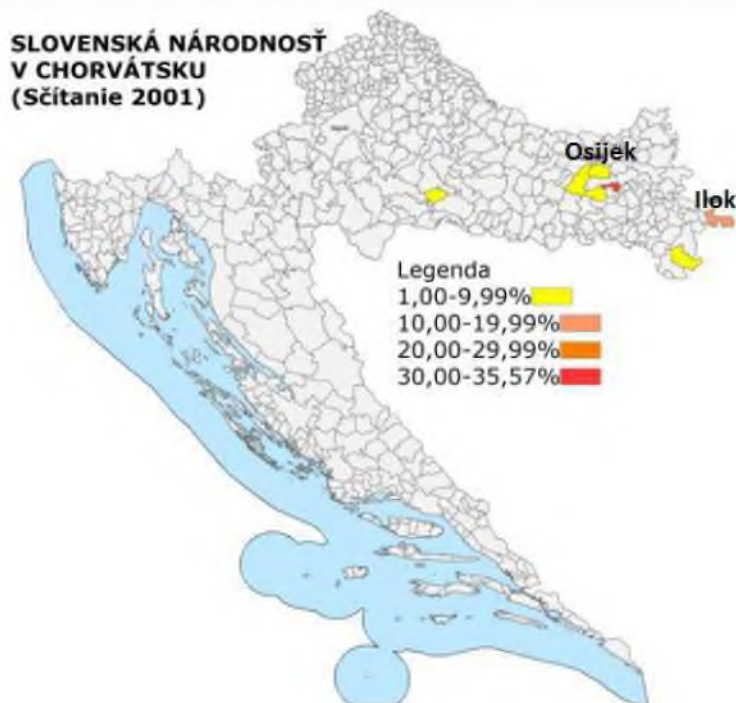 SLOVENSKÁ NÁRODNOSŤ
V CHORVÁTSKU
(Sčítanie 2001)
Osijek
Ilok
Legenda
1,00-9,99%
10,00-19,99%
20,00-29,99%
30,00-35,57%